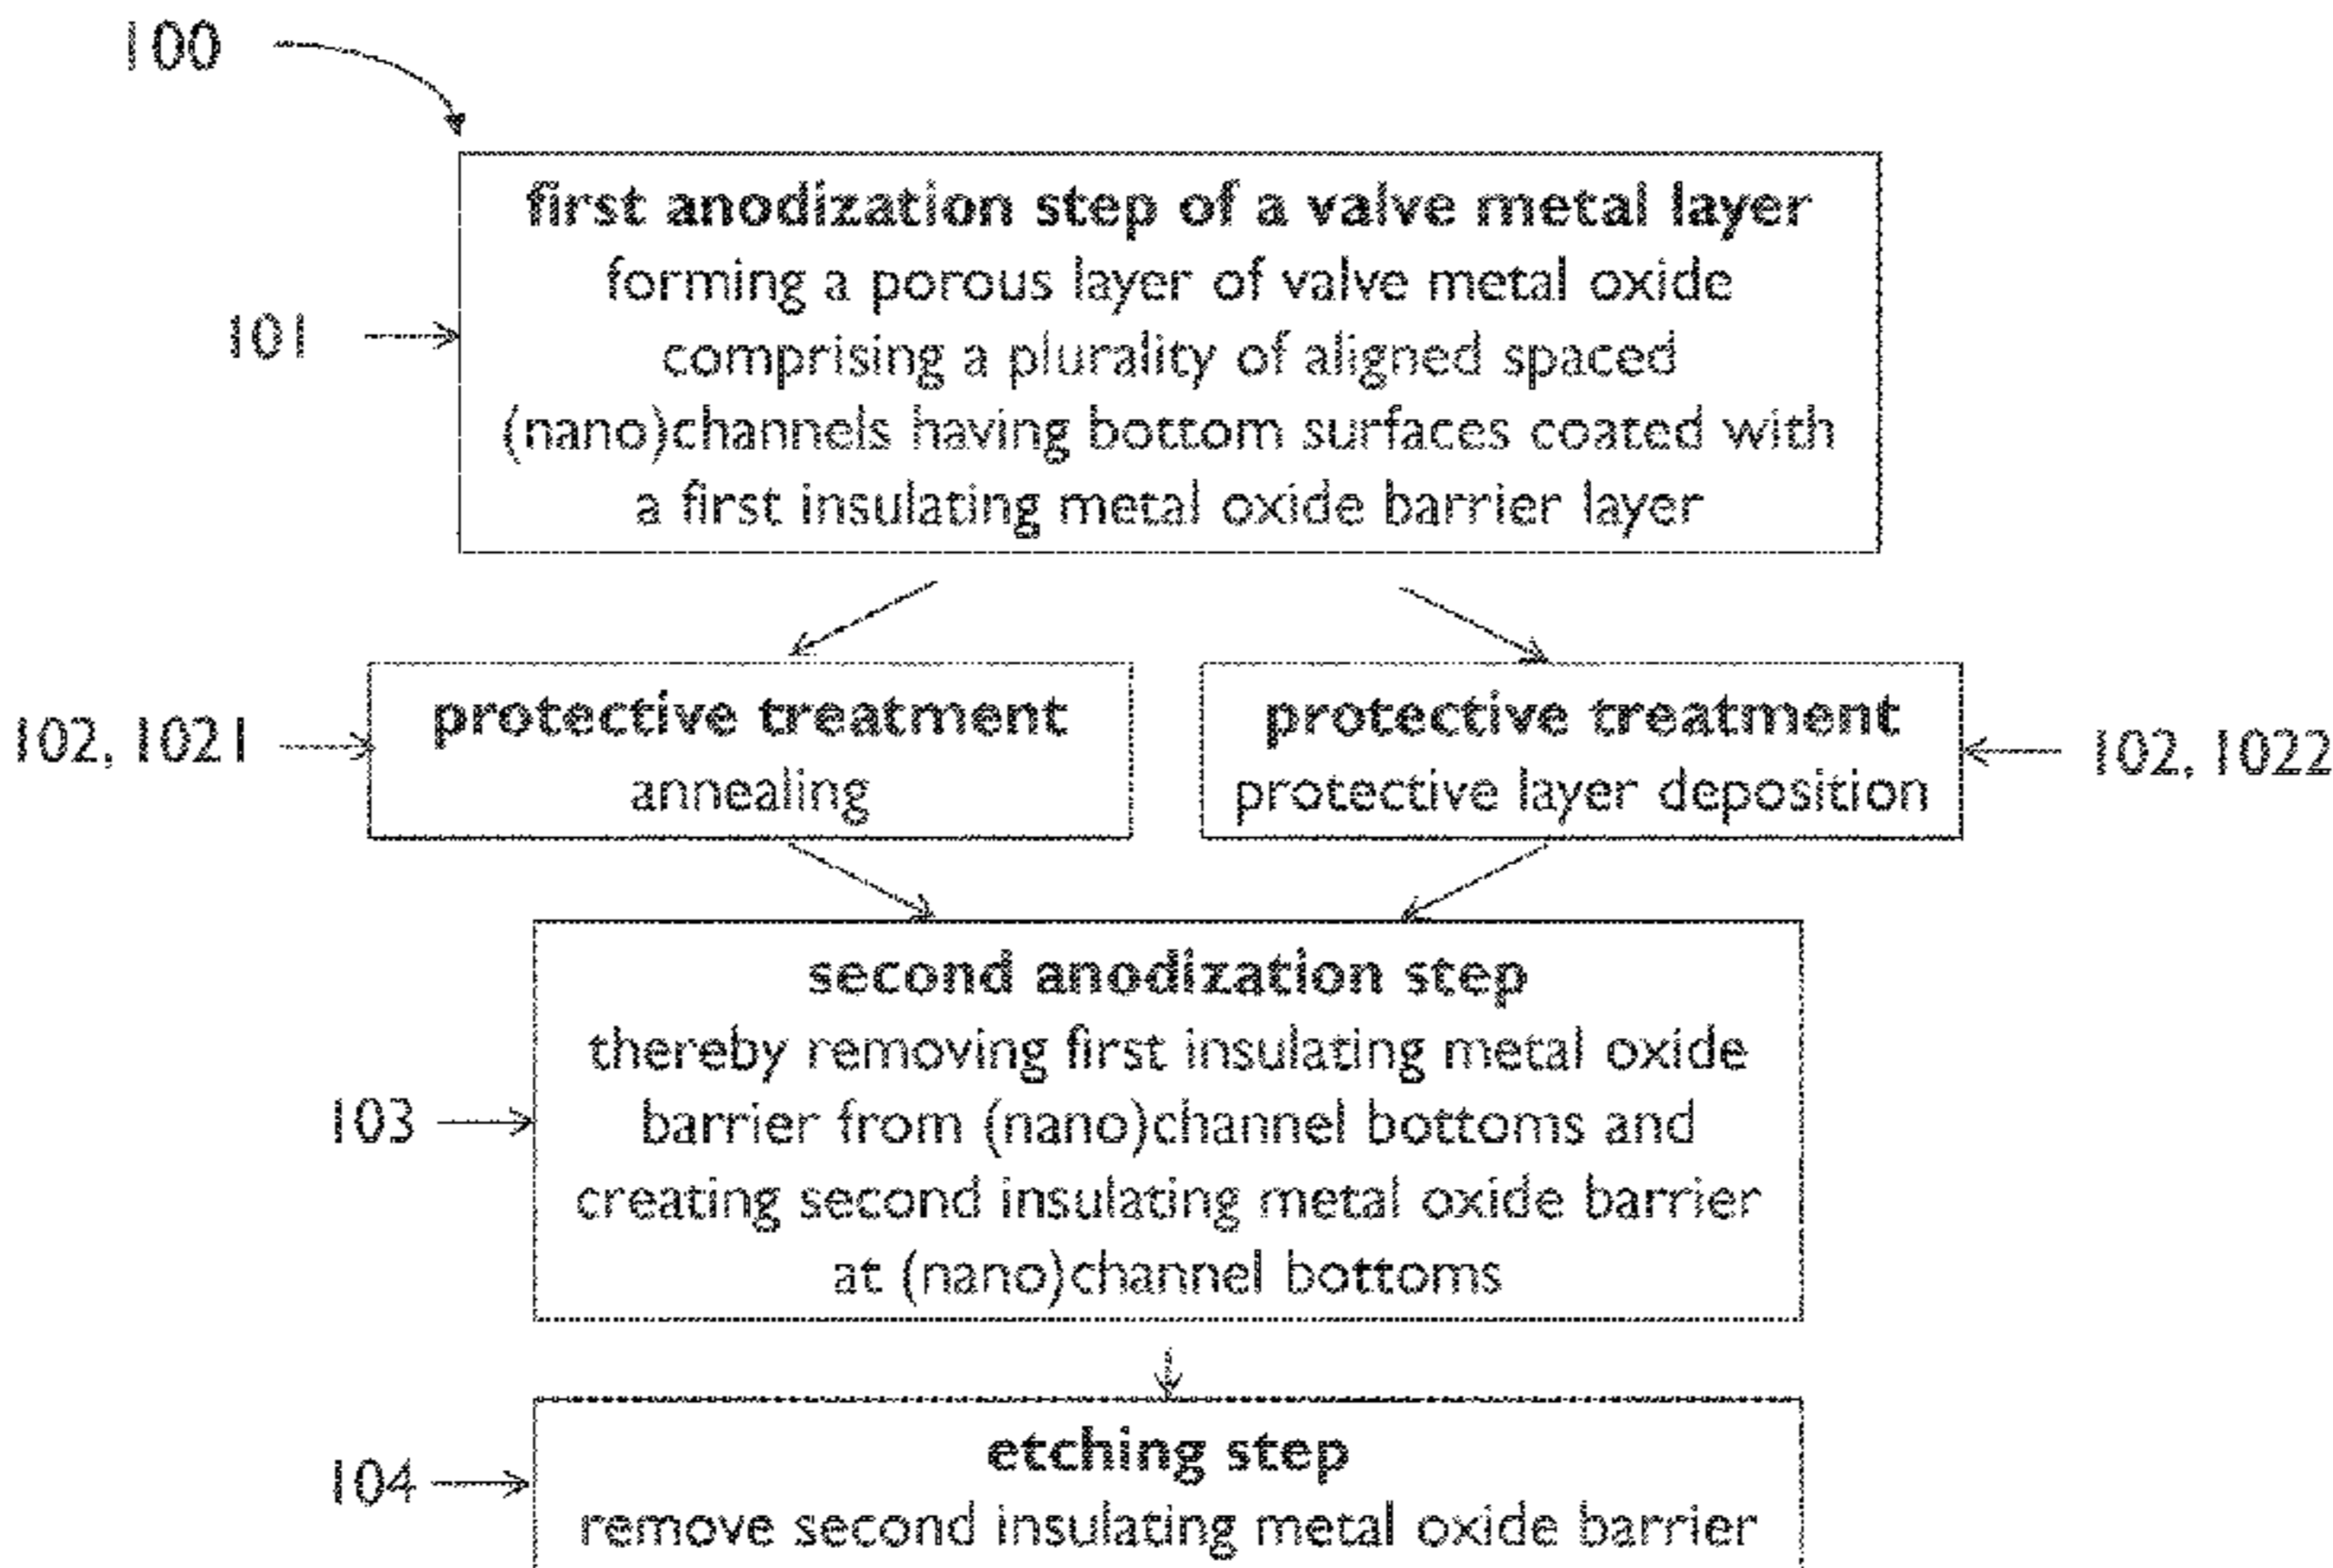 100
first anodization step of a valve metal layer
forming a porous layer of valve metal oxide
101
comprising a plurality of aligned spaced
(nano)channels having bottom surfaces coated with
a first insulating metal oxide barrier layer
102, 1021
protective treatment
annealing
protective treatment
protective layer deposition
102, 1022
second anodization step
thereby removing first insulating metal oxide
103
barrier from (nano)channel bottoms and
creating second insulating metal oxide barrier
at (nano)channel bottoms
104
etching step
remove second insulating metal oxide barrier